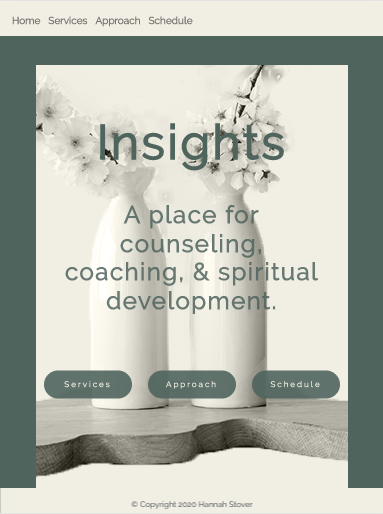 Home Services Approach Schedule
Insights
A place for
counseling,
coaching, & spiritual
development.
Services Approach Schedule
© Copyright 2020 Hannah Stover